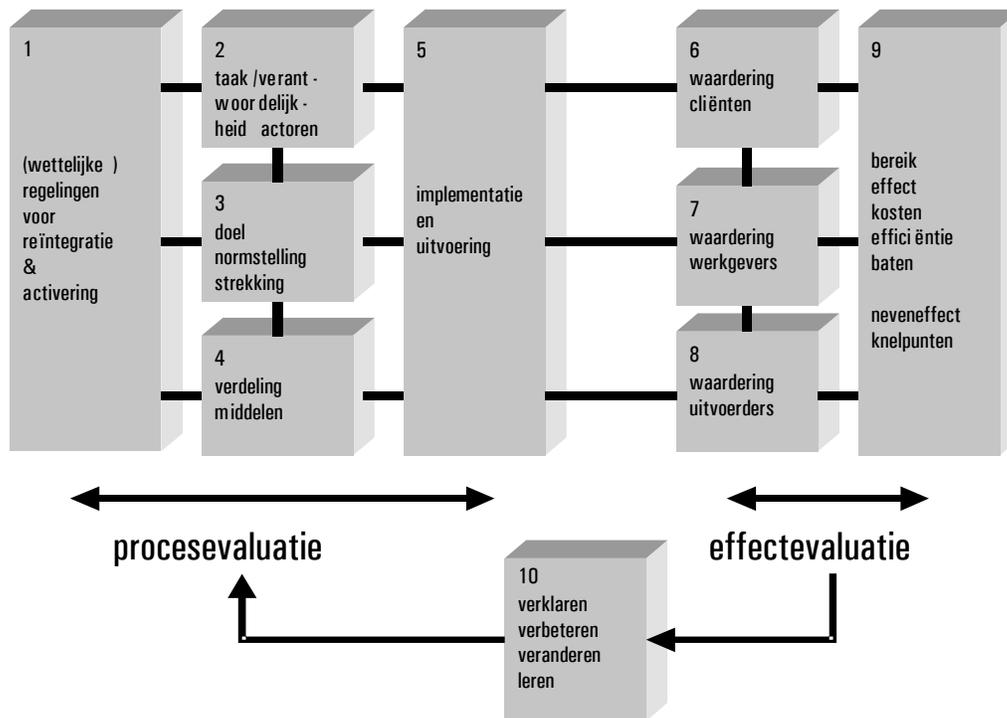 1
(wettelijke )
regelingen
voor
reïntegratie
&
activering
2
taak /verant -
woor delijk -
heid actoren
3
doel
normstelling
strekking
4
verdeling
middelen
5
implementatie
en
uitvoering
6
waardering
cliënten
7
waardering
werkgevers
8
waardering
uitvoerders
9
bereik
effect
kosten
effici ëntie
baten
neveneffect
knelpunten
procesevaluatie
effectevaluatie
10
verklaren
verbeteren
veranderen
leren